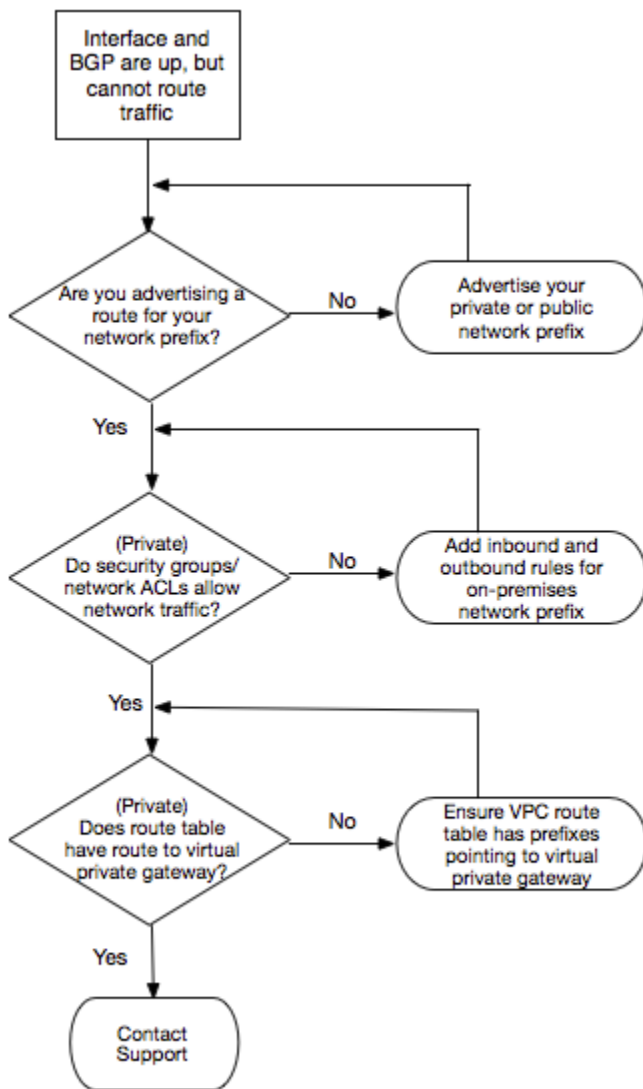 Interface and
BGP are up, but
cannot route
traffic
Are you advertising a
route for your
network prefix?
No
Advertise your
private or public
network prefix
Yes
(Private)
Do security groups/
network ACLs allow
network traffic?
No
Add inbound and
outbound rules for
on-premises
network prefix
Yes
(Private)
Does route table
have route to virtual
private gateway?
No
Ensure VPC route
table has prefixes
pointing to virtual
private gateway
Yes
Contact
Support